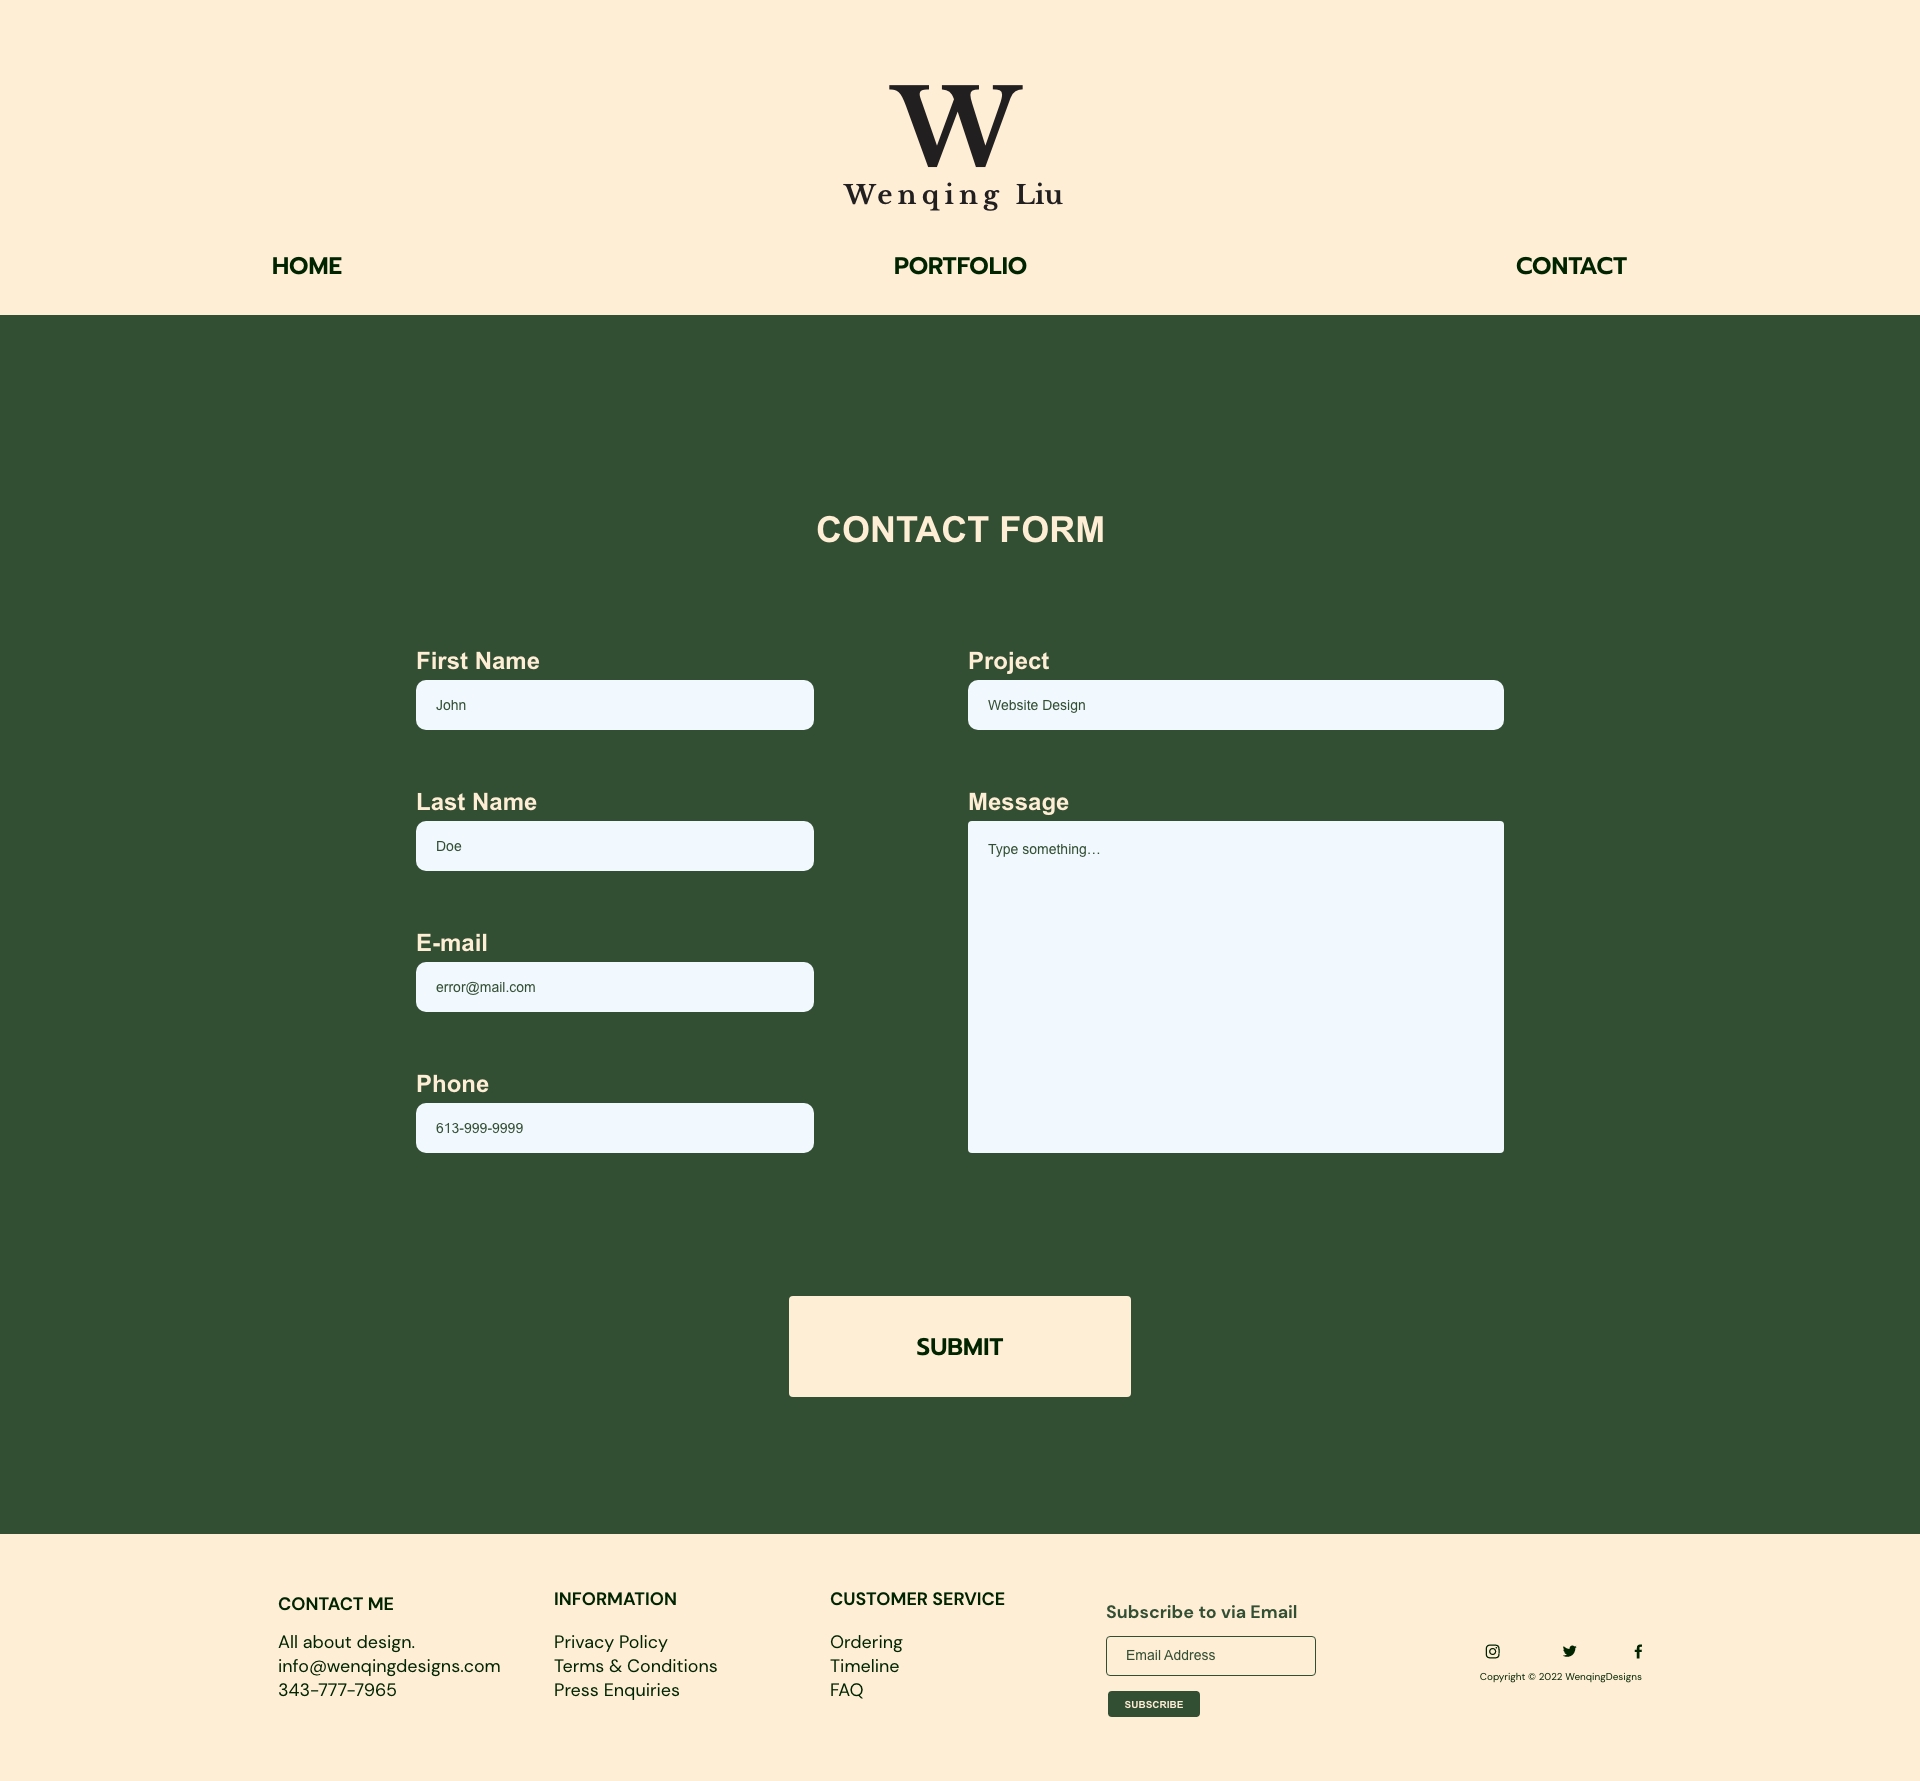 W
Wenqing Liu
HOME
PORTFOLIO
CONTACT
CONTACT FORM
First Name
John
Last Name
Doe
E-mail
error@mail.com
Phone
613-999-9999
Project
Website Design
Message
Type something...
SUBMIT
CONTACT ME
All about design.
info@wenqingdesigns.com
343-777-7965
INFORMATION
Privacy Policy
Terms & Conditions
Press Enquiries
CUSTOMER SERVICE
Ordering
Timeline
FAQ
Subscribe to via Email
Email Address
SUBSCRIBE
Copyright © 2022 WenqingDesigns